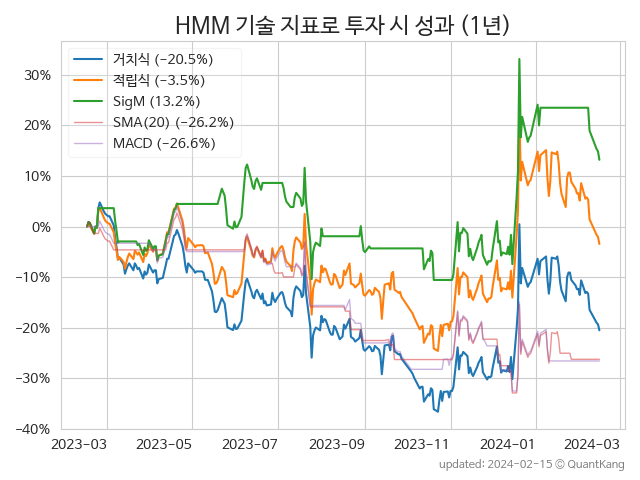 HMM 기술 지표로 투자 시 성과 (1년)
거치식 (−20.5%)
적립식 (−3.5%)
SigM (13.2%)
SMA(20) (−26.2%)
MACD (−26.6%)
30%
20%
10%
0%
−10%
−20%
−30%
−40%
2023-03 2023-05 2023-07 2023-09 2023-11 2024-01 2024-03
updated: 2024-02-15 © QuantKang